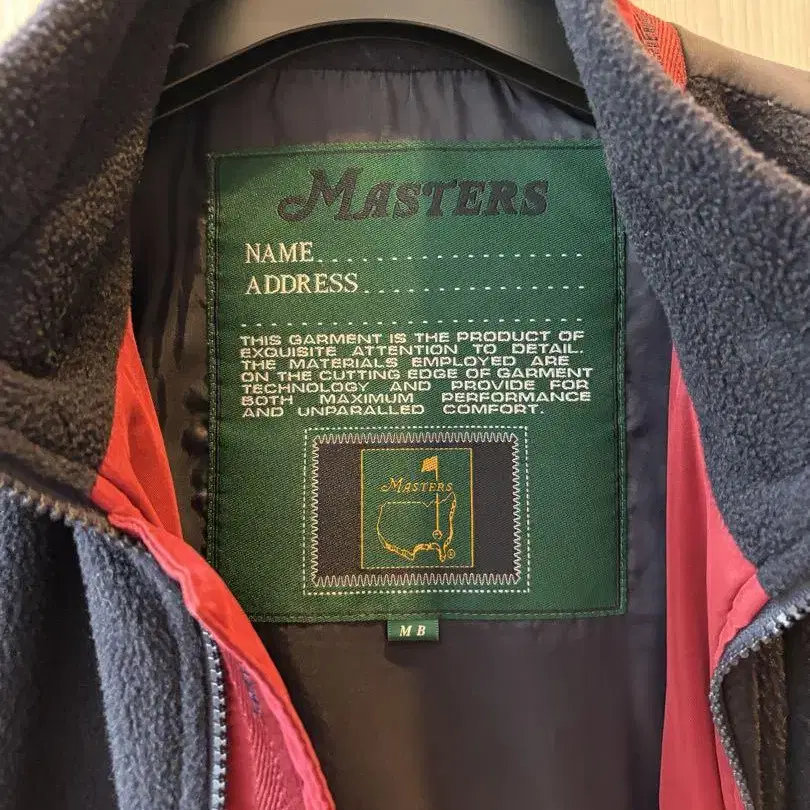 MASTERS
NAME
ADDRESS
THIS GARMENT IS THE PRODUCT OF
EXQUISITE ATTENTION TO DETAIL.
THE MATERIALS EMPLOYED ARE
ON THE CUTTING EDGE OF GARMENT
TECHNOLOGY AND PROVIDE FOR
BOTH MAXIMUM PERFORMANCE
AND UNPARALLED COMFORT.
MASTERS
®
M B